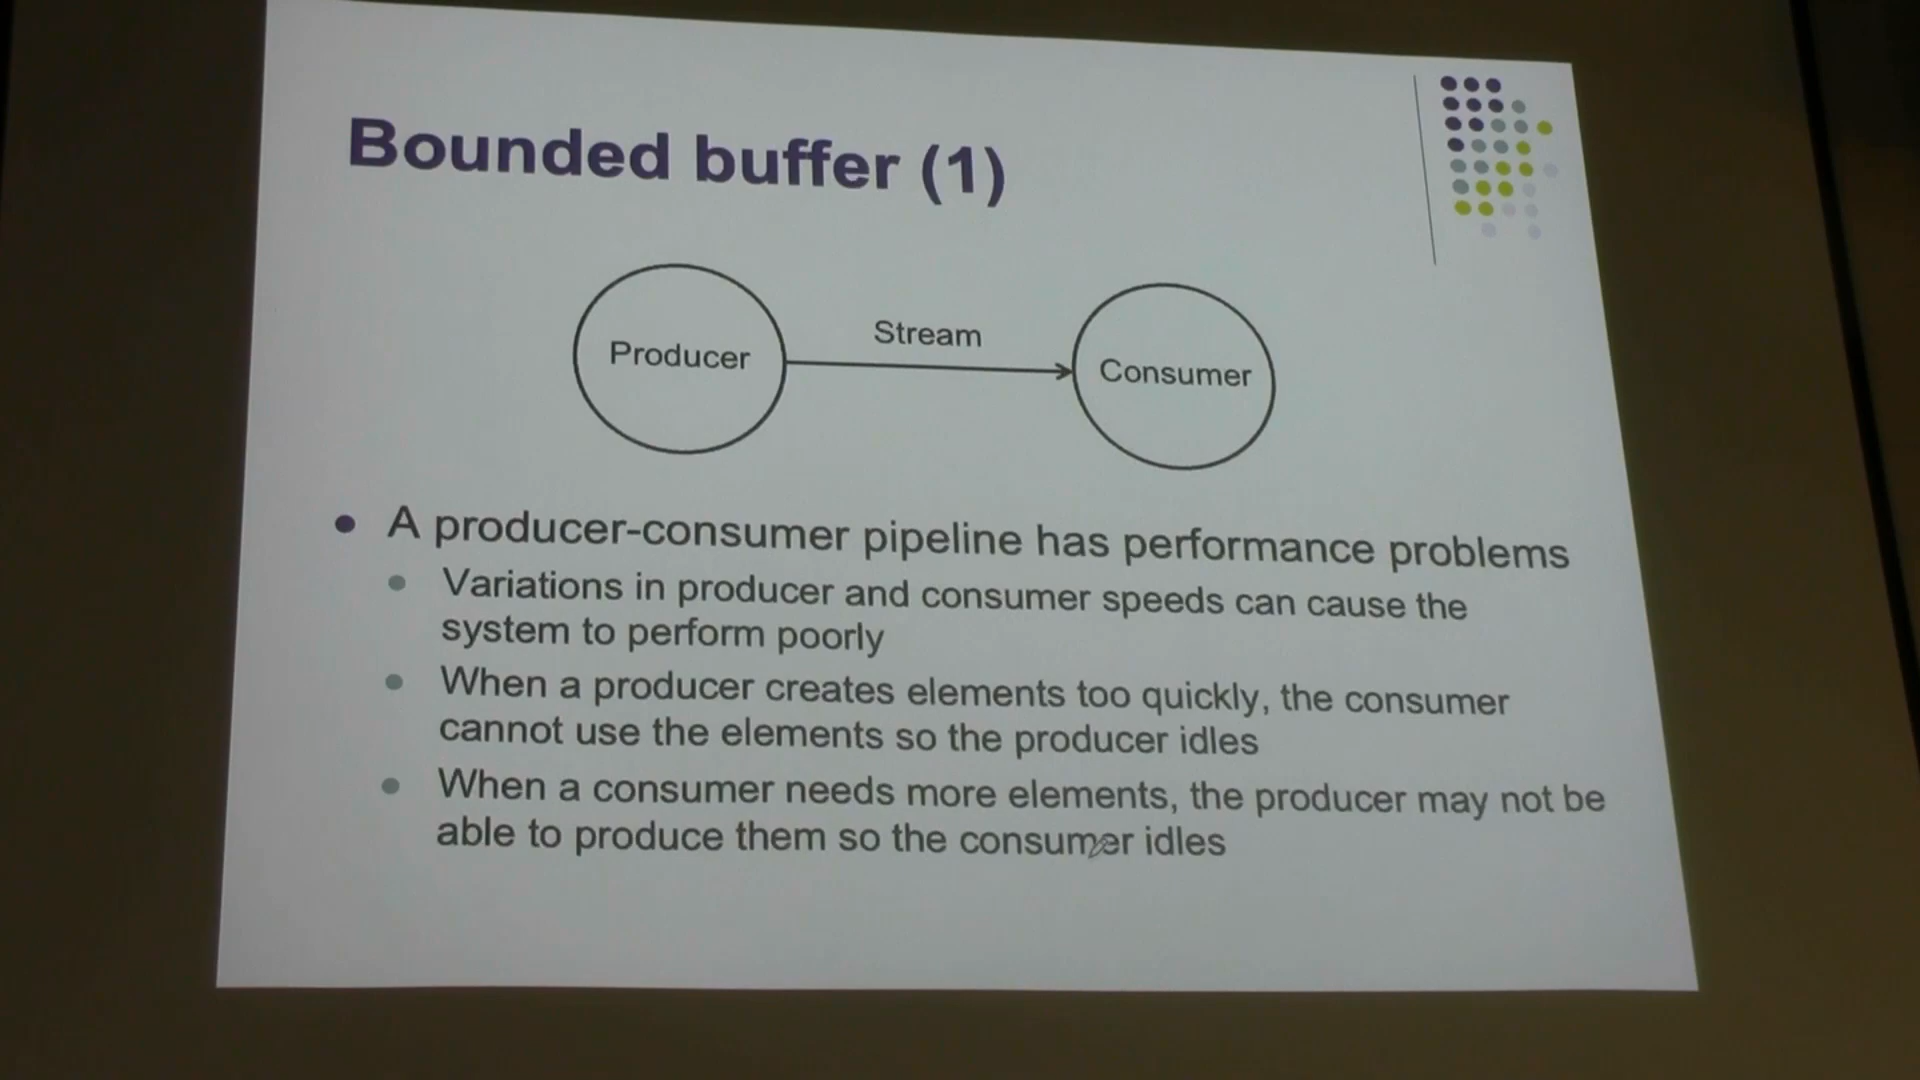 Bounded buffer (1)
Producer
Stream
Consumer
A producer-consumer pipeline has performance problems
Variations in producer and consumer speeds can cause the
system to perform poorly
When a producer creates elements too quickly, the consumer
cannot use the elements so the producer idles
When a consumer needs more elements, the producer may not be
able to produce them so the consumer idles